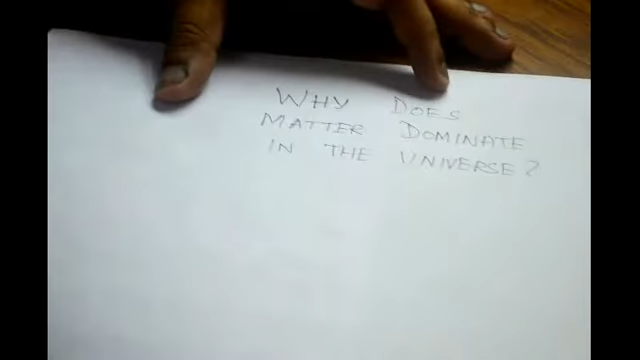 WHY DOES
MATTER DOMINATE
IN THE UNIVERSE?